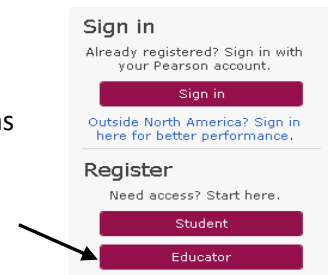 Sign in
Already registered? Sign in with
your Pearson account.
Sign in
Outside North America? Sign in
here for better performance.
Register
Need access? Start here.
Student
Educator